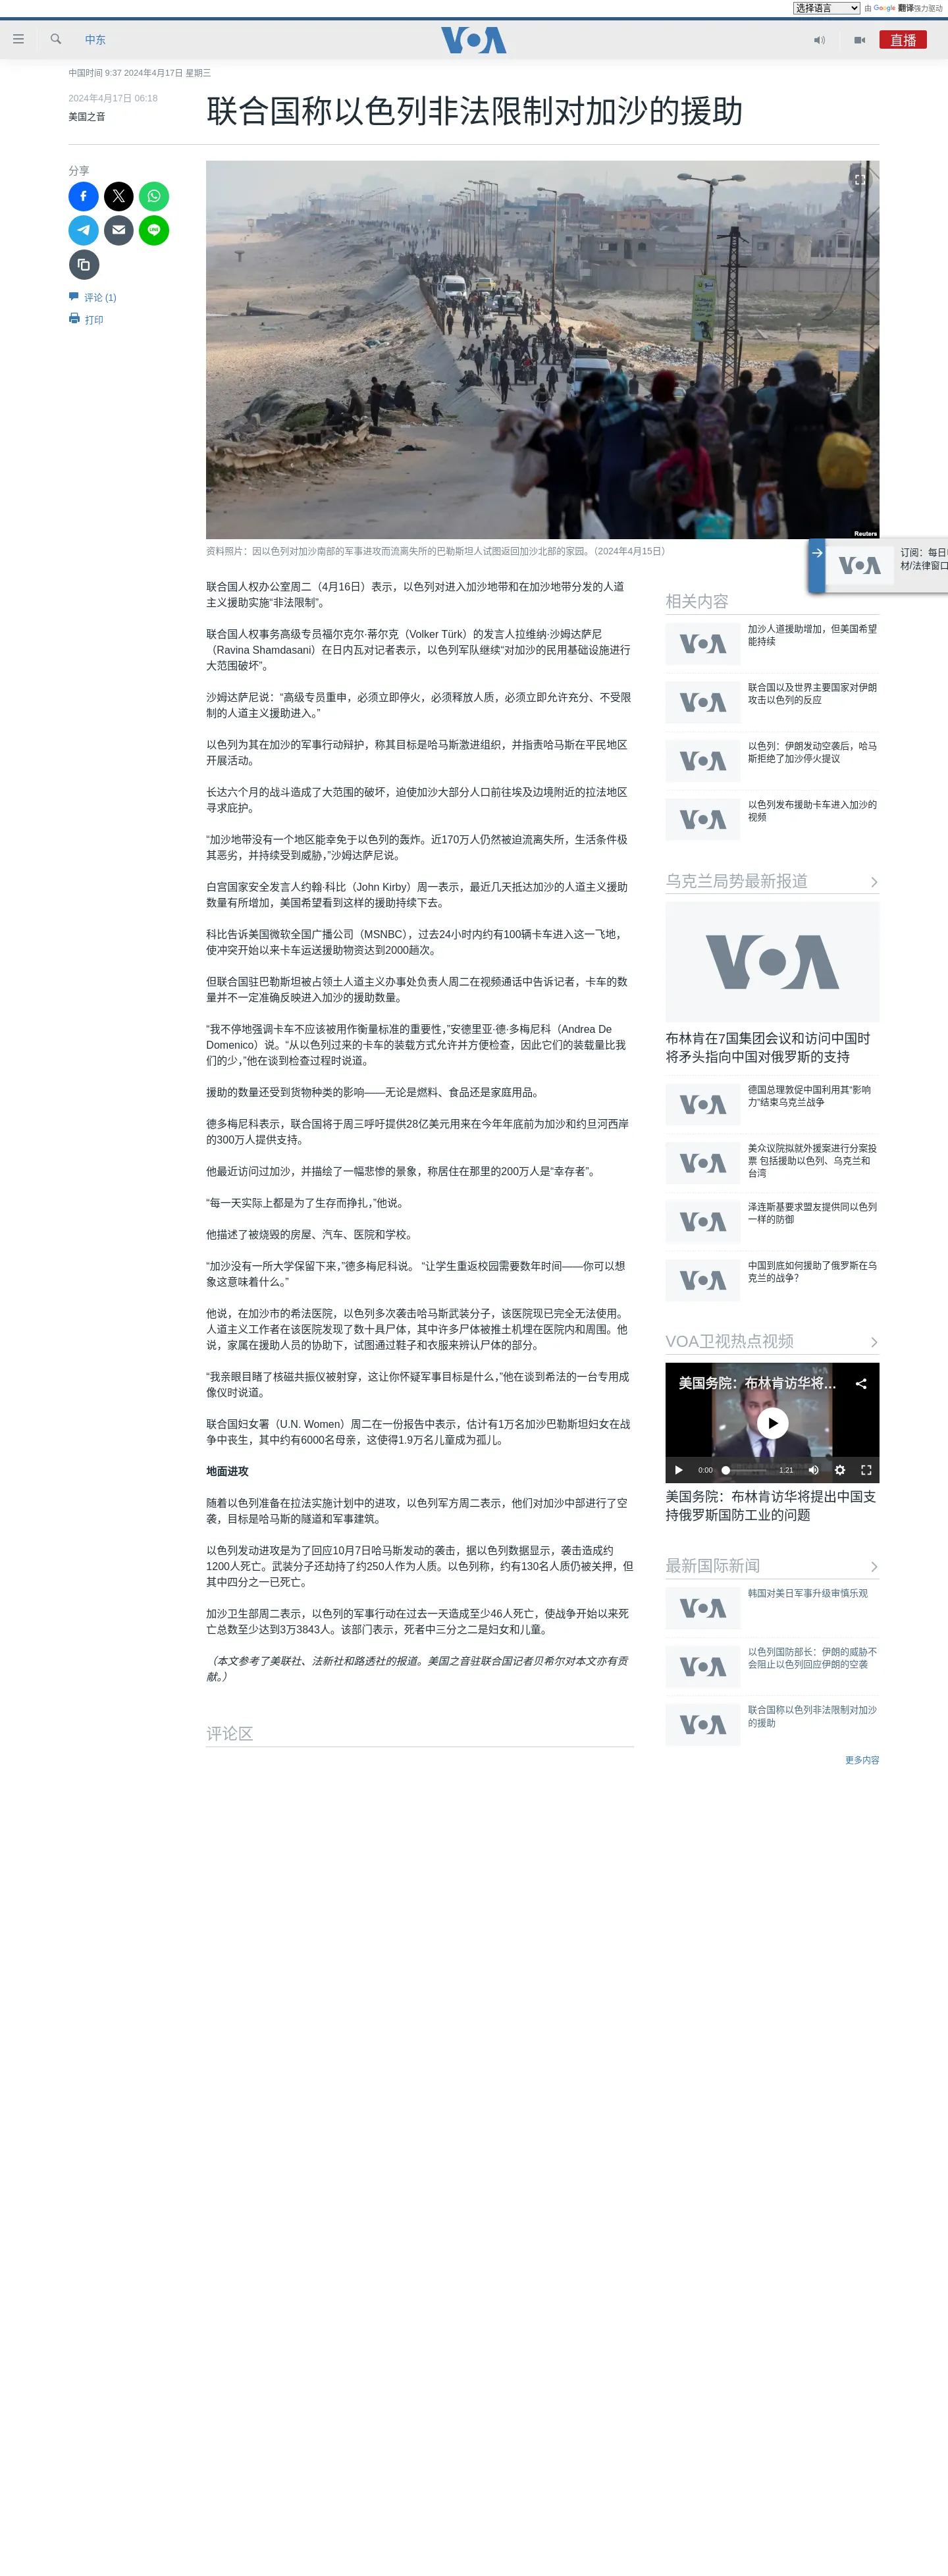 选择语言
由 Google 翻译强力驱动
中东
VOA
直播
中国时间 9:37 2024年4月17日 星期三
2024年4月17日 06:18
美国之音
联合国称以色列非法限制对加沙的援助
分享
评论 (1)
打印
Reuters
资料照片：因以色列对加沙南部的军事进攻而流离失所的巴勒斯坦人试图返回加沙北部的家园。（2024年4月15日）
联合国人权办公室周二（4月16日）表示，以色列对进入加沙地带和在加沙地带分发的人道
主义援助实施“非法限制”。
联合国人权事务高级专员福尔克尔·蒂尔克（Volker Türk）的发言人拉维纳·沙姆达萨尼
（Ravina Shamdasani）在日内瓦对记者表示，以色列军队继续“对加沙的民用基础设施进行
大范围破坏”。
沙姆达萨尼说：“高级专员重申，必须立即停火，必须释放人质，必须立即允许充分、不受限
制的人道主义援助进入。”
以色列为其在加沙的军事行动辩护，称其目标是哈马斯激进组织，并指责哈马斯在平民地区
开展活动。
长达六个月的战斗造成了大范围的破坏，迫使加沙大部分人口前往埃及边境附近的拉法地区
寻求庇护。
“加沙地带没有一个地区能幸免于以色列的轰炸。近170万人仍然被迫流离失所，生活条件极
其恶劣，并持续受到威胁，”沙姆达萨尼说。
白宫国家安全发言人约翰·科比（John Kirby）周一表示，最近几天抵达加沙的人道主义援助
数量有所增加，美国希望看到这样的援助持续下去。
科比告诉美国微软全国广播公司（MSNBC），过去24小时内约有100辆卡车进入这一飞地，
使冲突开始以来卡车运送援助物资达到2000趟次。
但联合国驻巴勒斯坦被占领土人道主义办事处负责人周二在视频通话中告诉记者，卡车的数
量并不一定准确反映进入加沙的援助数量。
“我不停地强调卡车不应该被用作衡量标准的重要性，”安德里亚·德·多梅尼科（Andrea De
Domenico）说。“从以色列过来的卡车的装载方式允许并方便检查，因此它们的装载量比我
们的少，”他在谈到检查过程时说道。
援助的数量还受到货物种类的影响——无论是燃料、食品还是家庭用品。
德多梅尼科表示，联合国将于周三呼吁提供28亿美元用来在今年年底前为加沙和约旦河西岸
的300万人提供支持。
他最近访问过加沙，并描绘了一幅悲惨的景象，称居住在那里的200万人是“幸存者”。
“每一天实际上都是为了生存而挣扎，”他说。
他描述了被烧毁的房屋、汽车、医院和学校。
“加沙没有一所大学保留下来，”德多梅尼科说。 “让学生重返校园需要数年时间——你可以想
象这意味着什么。”
他说，在加沙市的希法医院，以色列多次袭击哈马斯武装分子，该医院现已完全无法使用。
人道主义工作者在该医院发现了数十具尸体，其中许多尸体被推土机埋在医院内和周围。他
说，家属在援助人员的协助下，试图通过鞋子和衣服来辨认尸体的部分。
“我亲眼目睹了核磁共振仪被射穿，这让你怀疑军事目标是什么，”他在谈到希法的一台专用成
像仪时说道。
联合国妇女署（U.N. Women）周二在一份报告中表示，估计有1万名加沙巴勒斯坦妇女在战
争中丧生，其中约有6000名母亲，这使得1.9万名儿童成为孤儿。
地面进攻
随着以色列准备在拉法实施计划中的进攻，以色列军方周二表示，他们对加沙中部进行了空
袭，目标是哈马斯的隧道和军事建筑。
以色列发动进攻是为了回应10月7日哈马斯发动的袭击，据以色列数据显示，袭击造成约
1200人死亡。武装分子还劫持了约250人作为人质。以色列称，约有130名人质仍被关押，但
其中四分之一已死亡。
加沙卫生部周二表示，以色列的军事行动在过去一天造成至少46人死亡，使战争开始以来死
亡总数至少达到3万3843人。该部门表示，死者中三分之二是妇女和儿童。
（本文参考了美联社、法新社和路透社的报道。美国之音驻联合国记者贝希尔对本文亦有贡
献。）
评论区
订阅：每日
材/法律窗口
相关内容
加沙人道援助增加，但美国希望
能持续
联合国以及世界主要国家对伊朗
攻击以色列的反应
以色列：伊朗发动空袭后，哈马
斯拒绝了加沙停火提议
以色列发布援助卡车进入加沙的
视频
乌克兰局势最新报道
布林肯在7国集团会议和访问中国时
将矛头指向中国对俄罗斯的支持
德国总理敦促中国利用其“影响
力”结束乌克兰战争
美众议院拟就外援案进行分案投
票 包括援助以色列、乌克兰和
台湾
泽连斯基要求盟友提供同以色列
一样的防御
中国到底如何援助了俄罗斯在乌
克兰的战争？
VOA卫视热点视频
美国务院：布林肯访华将…
0:00
1:21
美国务院：布林肯访华将提出中国支
持俄罗斯国防工业的问题
最新国际新闻
韩国对美日军事升级审慎乐观
以色列国防部长：伊朗的威胁不
会阻止以色列回应伊朗的空袭
联合国称以色列非法限制对加沙
的援助
更多内容